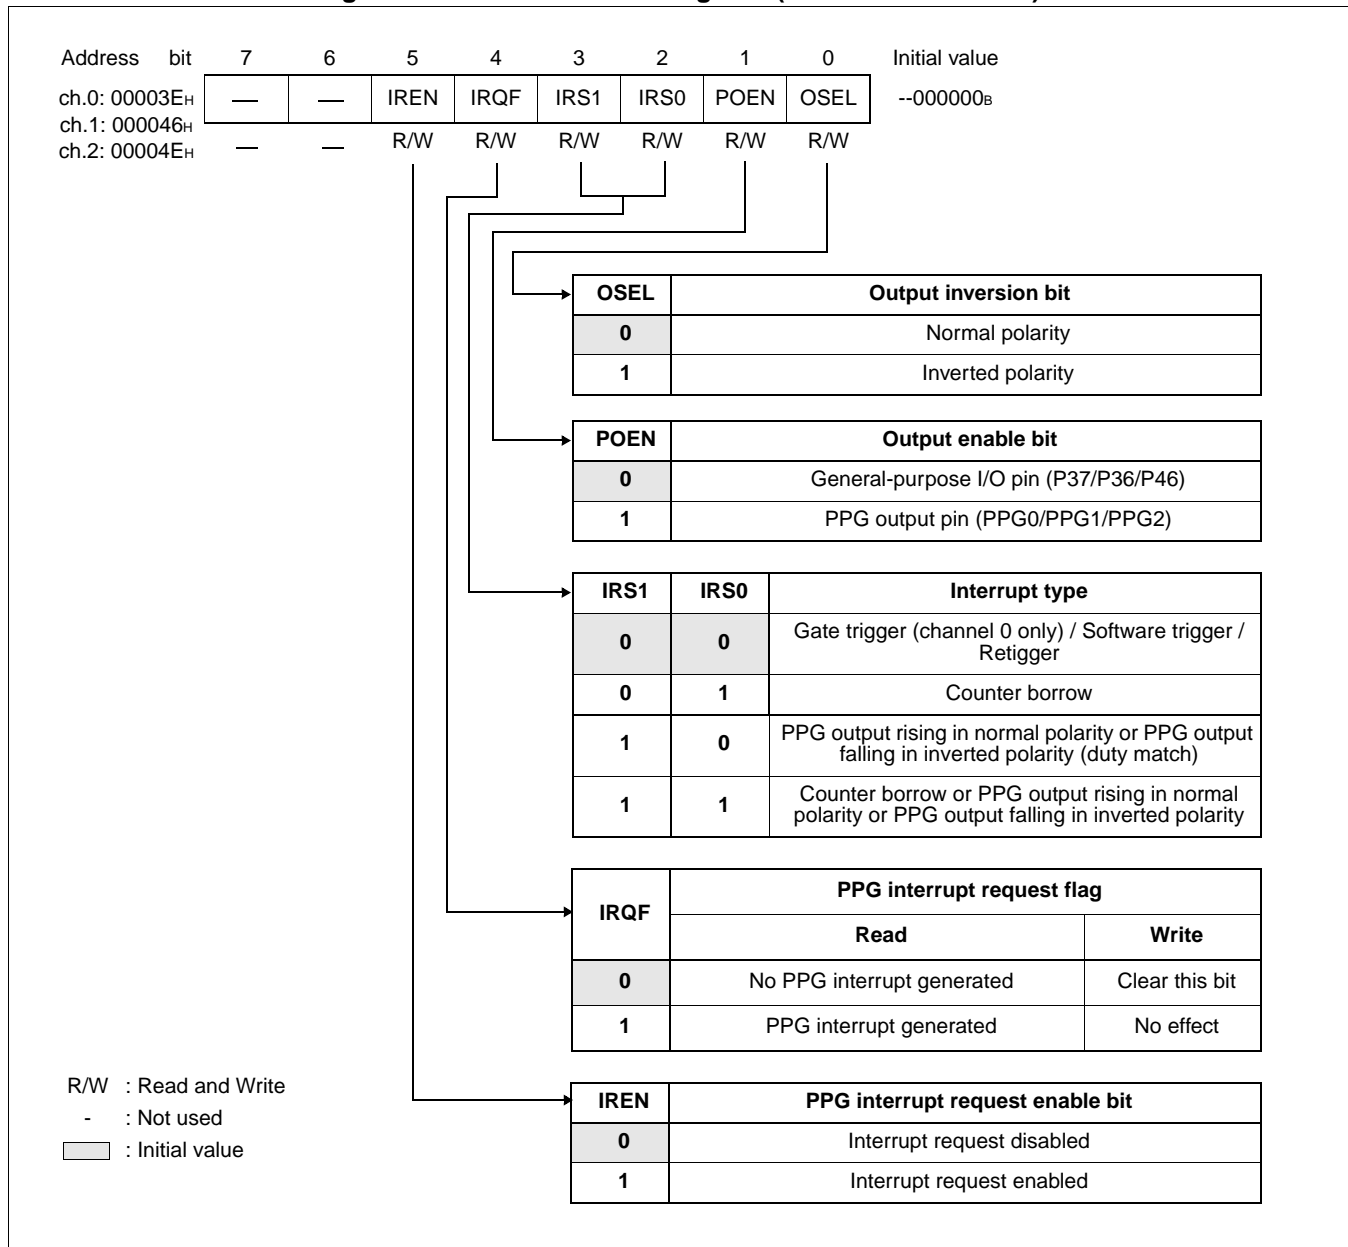 Address bit 7 6 5 4 3 2 1 0 Initial value
ch.0: 00003EH — — IREN IRQF IRS1 IRS0 POEN OSEL --000000B
ch.1: 000046H
ch.2: 00004EH — — R/W R/W R/W R/W R/W R/W
OSEL Output inversion bit
0 Normal polarity
1 Inverted polarity
POEN Output enable bit
0 General-purpose I/O pin (P37/P36/P46)
1 PPG output pin (PPG0/PPG1/PPG2)
IRS1 IRS0 Interrupt type
0 0 Gate trigger (channel 0 only) / Software trigger /
Retigger
0 1 Counter borrow
1 0 PPG output rising in normal polarity or PPG output
falling in inverted polarity (duty match)
1 1 Counter borrow or PPG output rising in normal
polarity or PPG output falling in inverted polarity
IRQF PPG interrupt request flag
Read Write
0 No PPG interrupt generated Clear this bit
1 PPG interrupt generated No effect
IREN PPG interrupt request enable bit
0 Interrupt request disabled
1 Interrupt request enabled
R/W : Read and Write
- : Not used
: Initial value